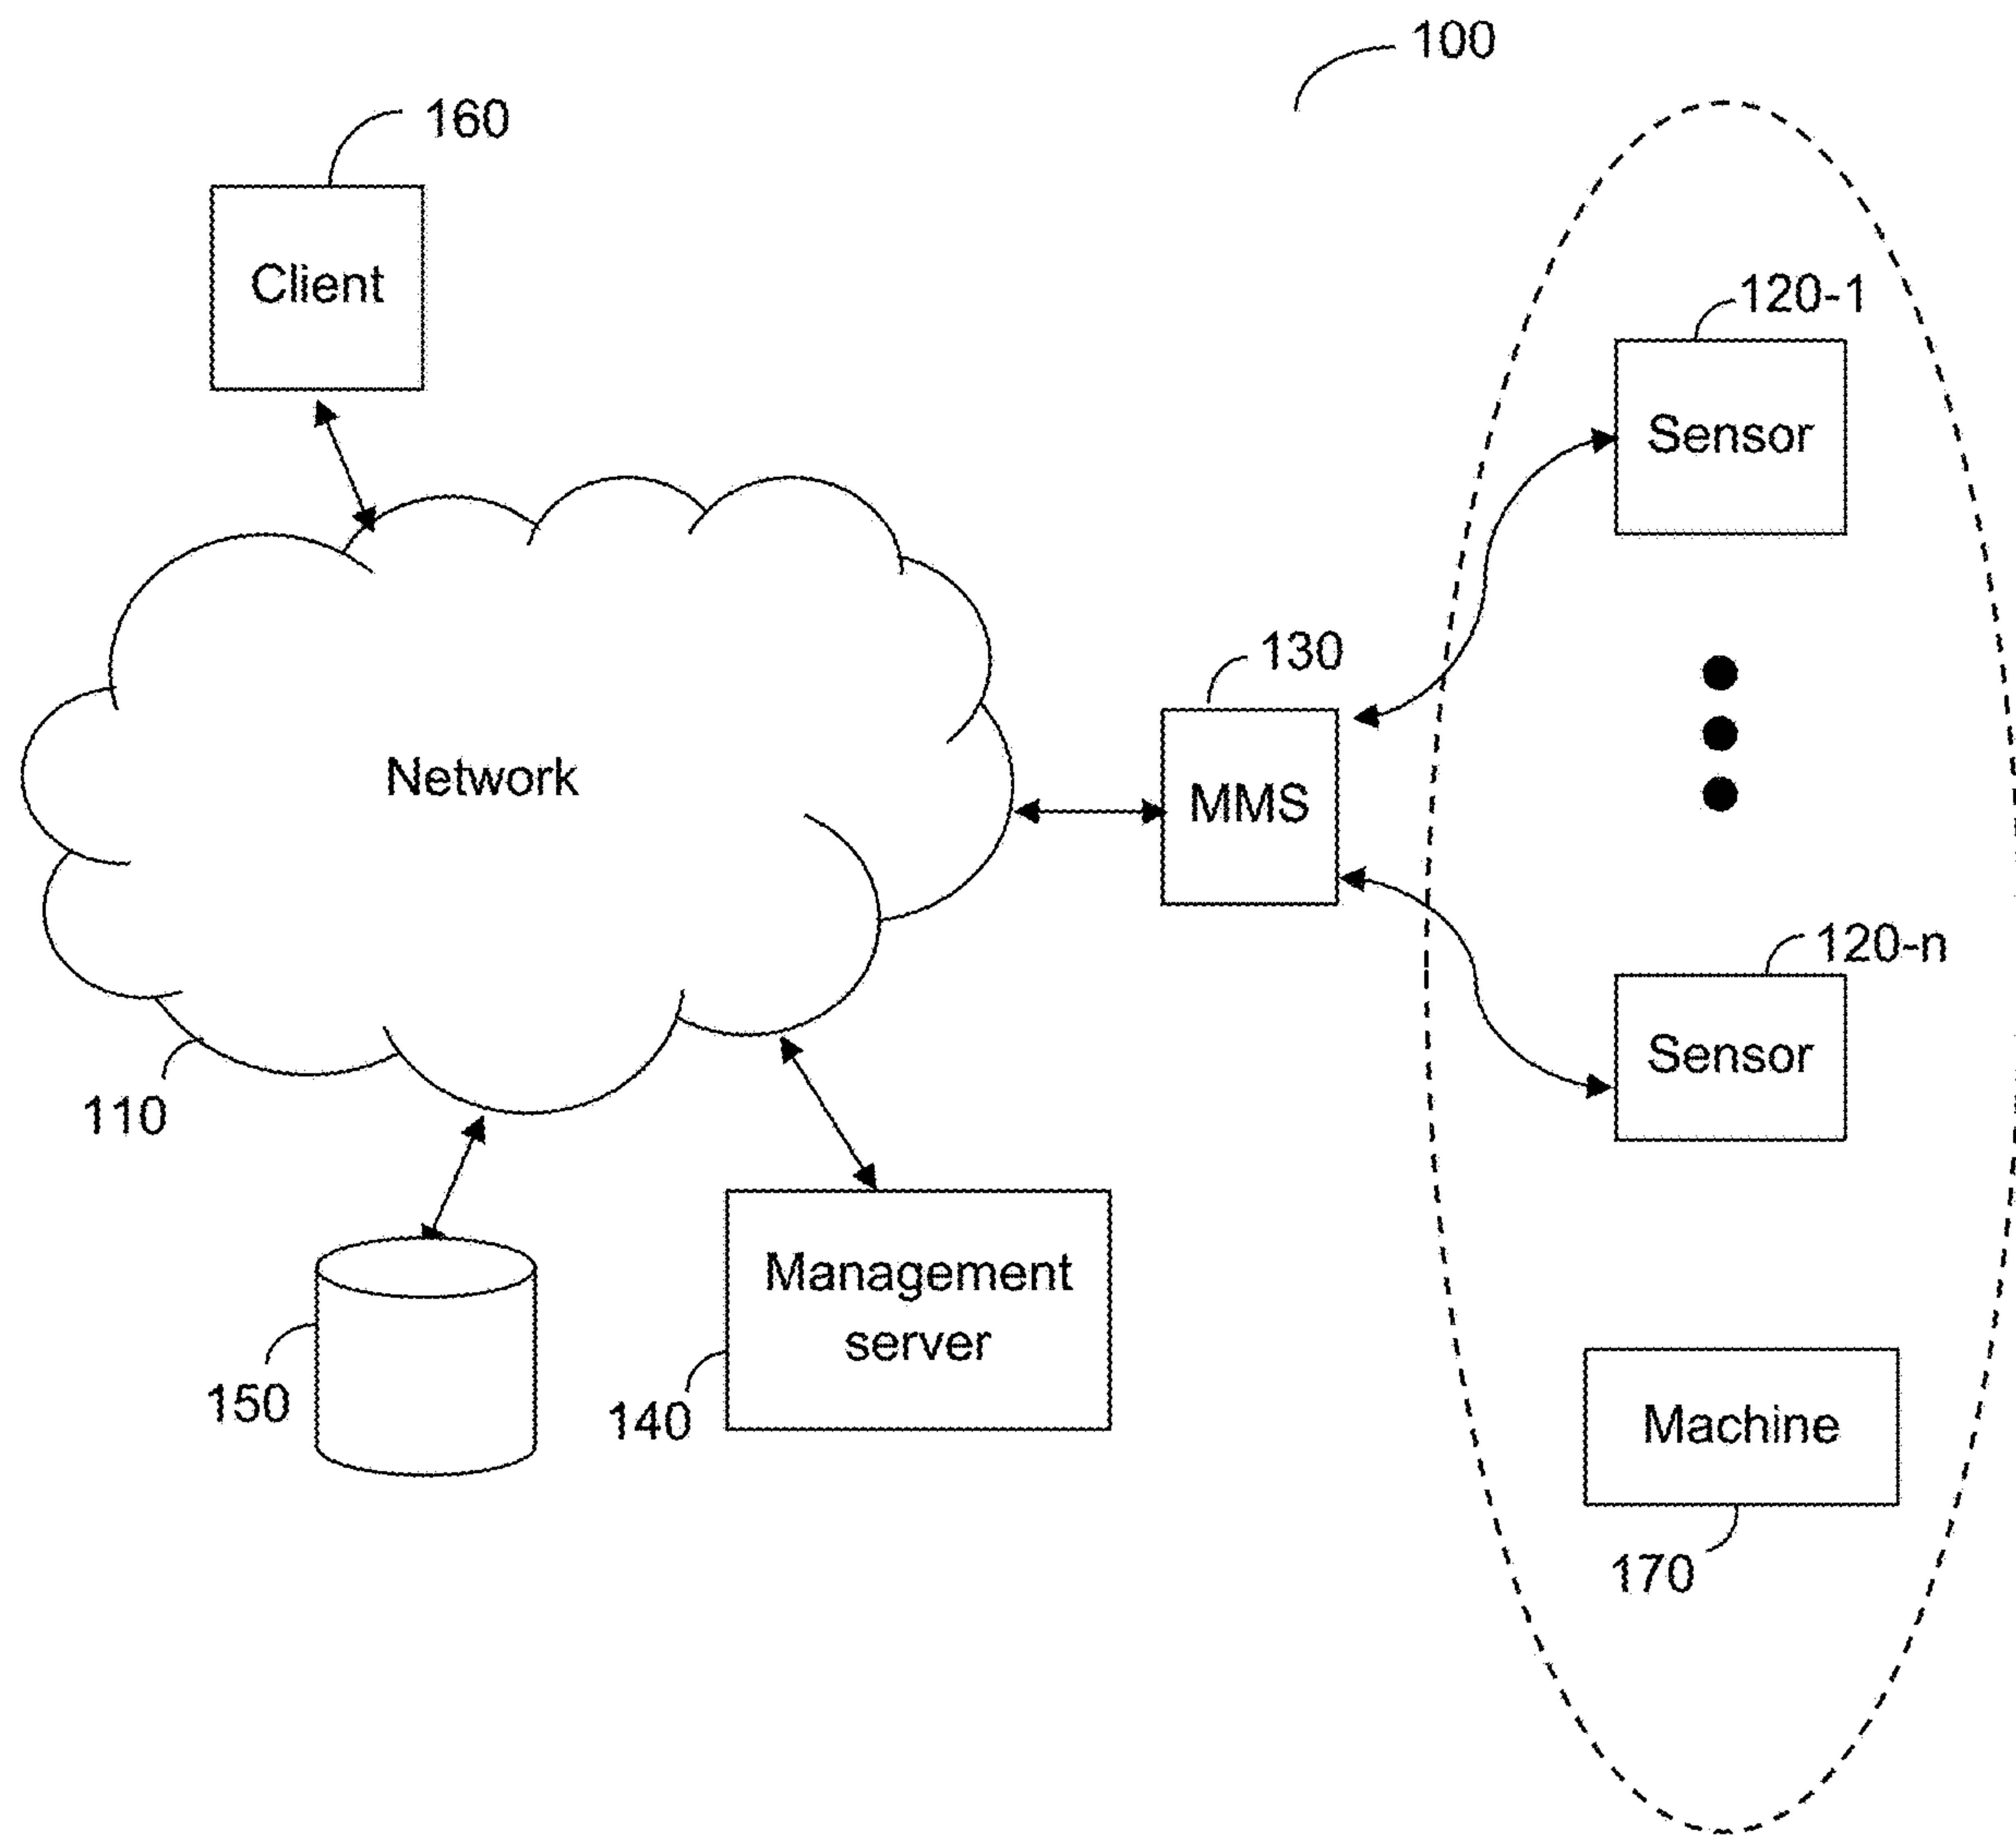 100
160
Client
120-1
Sensor
130
Network
MMS
120-n
Sensor
110
Management
server
150
140
Machine
170